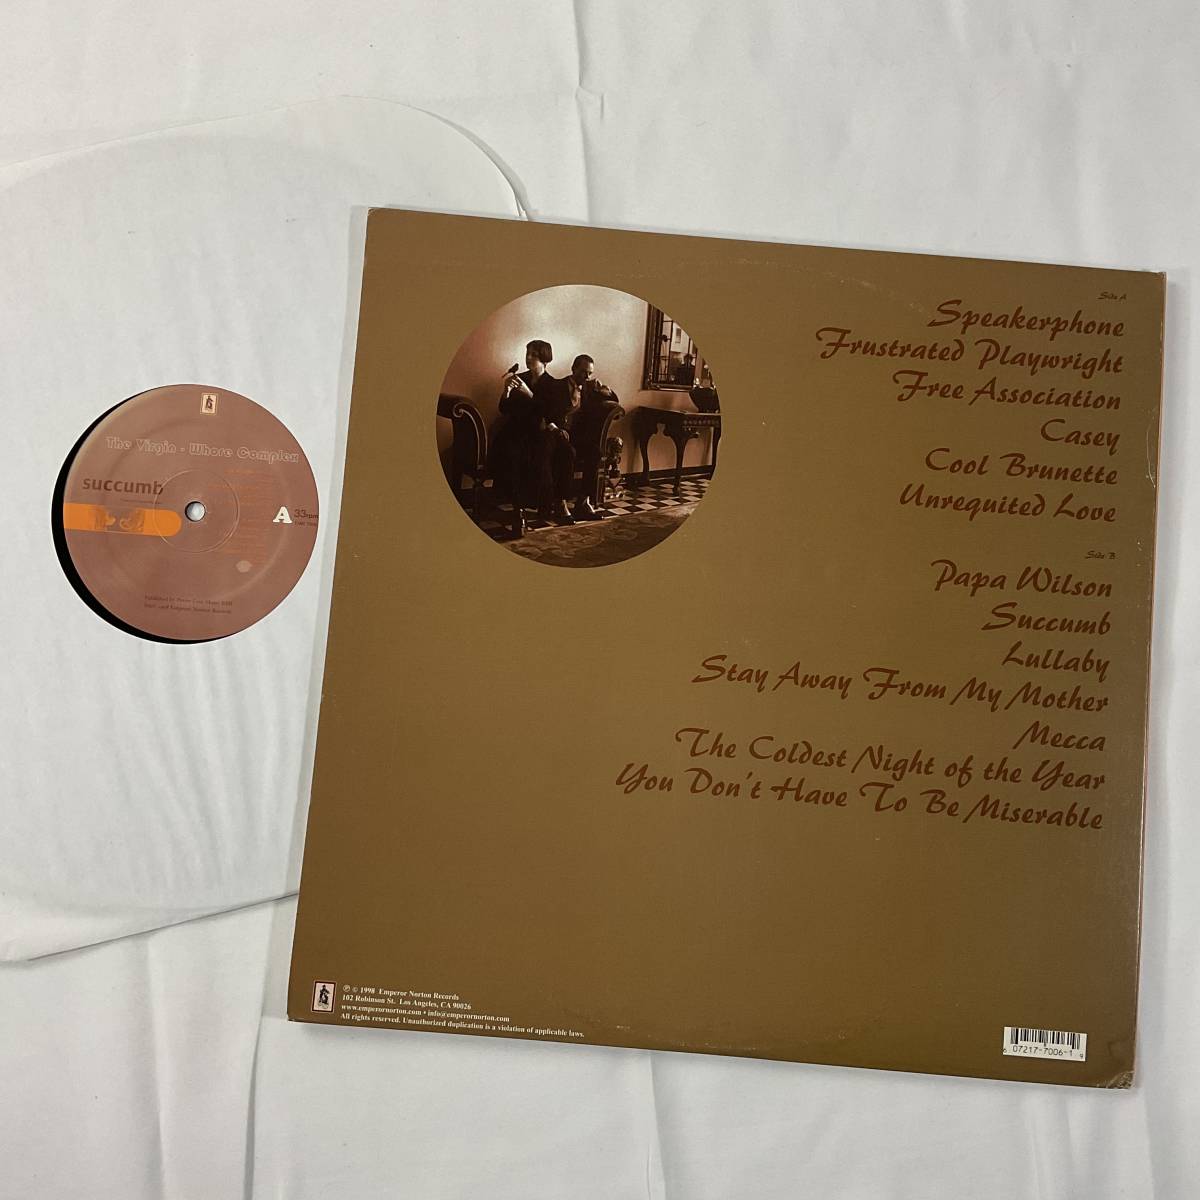 The Virgin - Whore Complex
succumb
A 33rpm
Side A
Speakerphone
Frustrated Playwright
Free Association
Casey
Cool Brunette
Unrequited Love
Side B
Papa Wilson
Succumb
Lullaby
Stay Away From My Mother
Mecca
The Coldest Night of the Year
You Don't Have To Be Miserable
℗ © 1998 Emperor Norton Records
102 Robinson St. Los Angeles, CA 90026
www.emperornorton.com • info@emperornorton.com
All rights reserved. Unauthorized duplication is a violation of applicable laws.
6 07217-7006-1 9